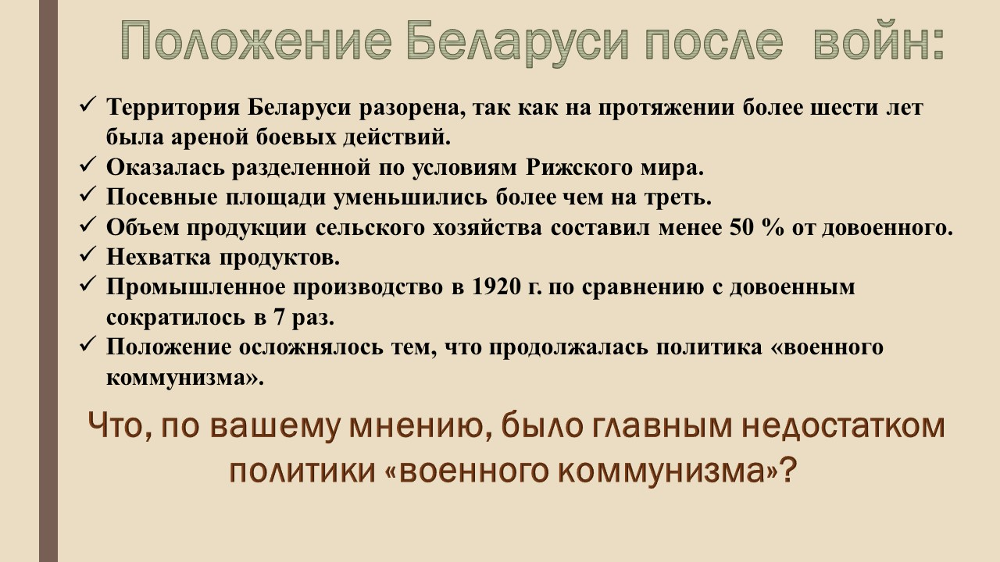 Положение Беларуси после войн:
✓ Территория Беларуси разорена, так как на протяжении более шести лет
была ареной боевых действий.
✓ Оказалась разделенной по условиям Рижского мира.
✓ Посевные площади уменьшились более чем на треть.
✓ Объем продукции сельского хозяйства составил менее 50 % от довоенного.
✓ Нехватка продуктов.
✓ Промышленное производство в 1920 г. по сравнению с довоенным
сократилось в 7 раз.
✓ Положение осложнялось тем, что продолжалась политика «военного
коммунизма».
Что, по вашему мнению, было главным недостатком
политики «военного коммунизма»?